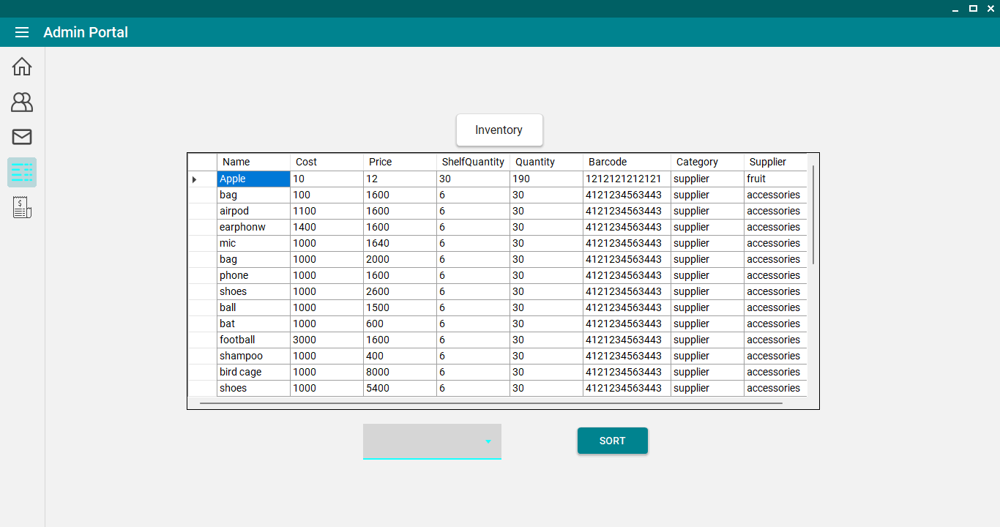 Admin Portal
Inventory
Name Cost Price ShelfQuantity Quantity Barcode Category Supplier
Apple 10 12 30 190 1212121212121 supplier fruit
bag 100 1600 6 30 4121234563443 supplier accessories
airpod 1100 1600 6 30 4121234563443 supplier accessories
earphonw 1400 1600 6 30 4121234563443 supplier accessories
mic 1000 1640 6 30 4121234563443 supplier accessories
bag 1000 2000 6 30 4121234563443 supplier accessories
phone 1000 1600 6 30 4121234563443 supplier accessories
shoes 1000 2600 6 30 4121234563443 supplier accessories
ball 1000 1500 6 30 4121234563443 supplier accessories
bat 1000 600 6 30 4121234563443 supplier accessories
football 3000 1600 6 30 4121234563443 supplier accessories
shampoo 1000 400 6 30 4121234563443 supplier accessories
bird cage 1000 8000 6 30 4121234563443 supplier accessories
shoes 1000 5400 6 30 4121234563443 supplier accessories
SORT